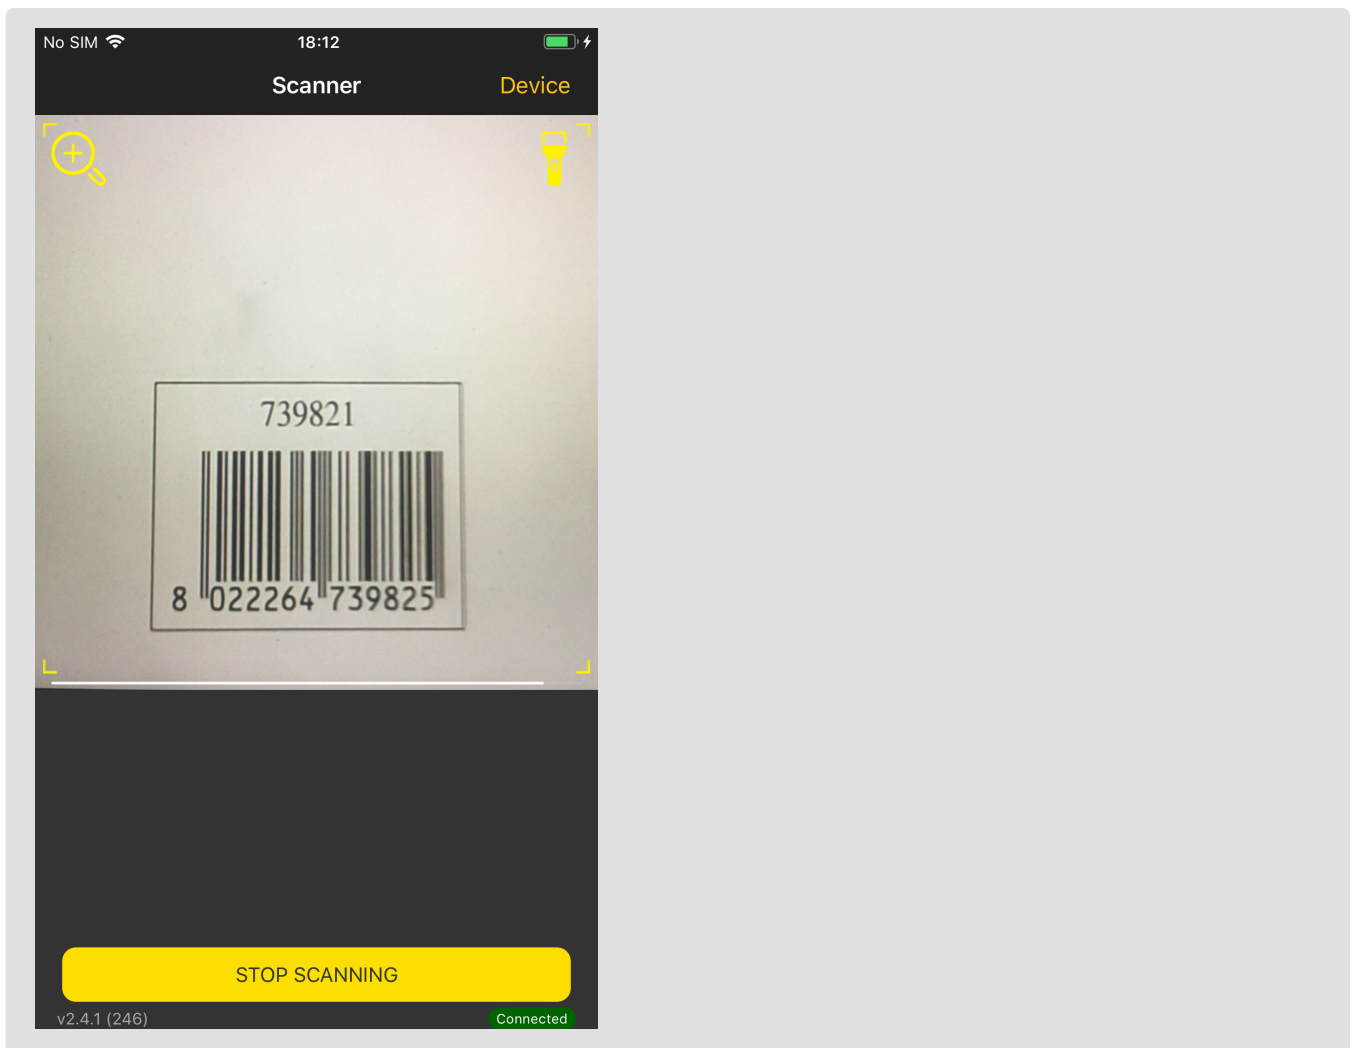 No SIM 18:12
Scanner Device
739821
8 022264 739825
STOP SCANNING
v2.4.1 (246) Connected